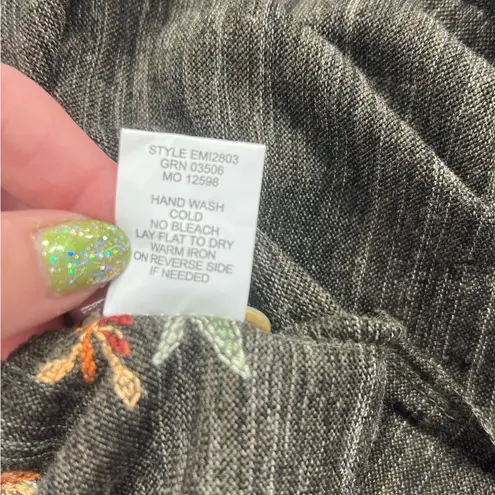 STYLE EMI2803
GRN 03506
MO 12598
HAND WASH
COLD
NO BLEACH
LAY FLAT TO DRY
WARM IRON
ON REVERSE SIDE
IF NEEDED